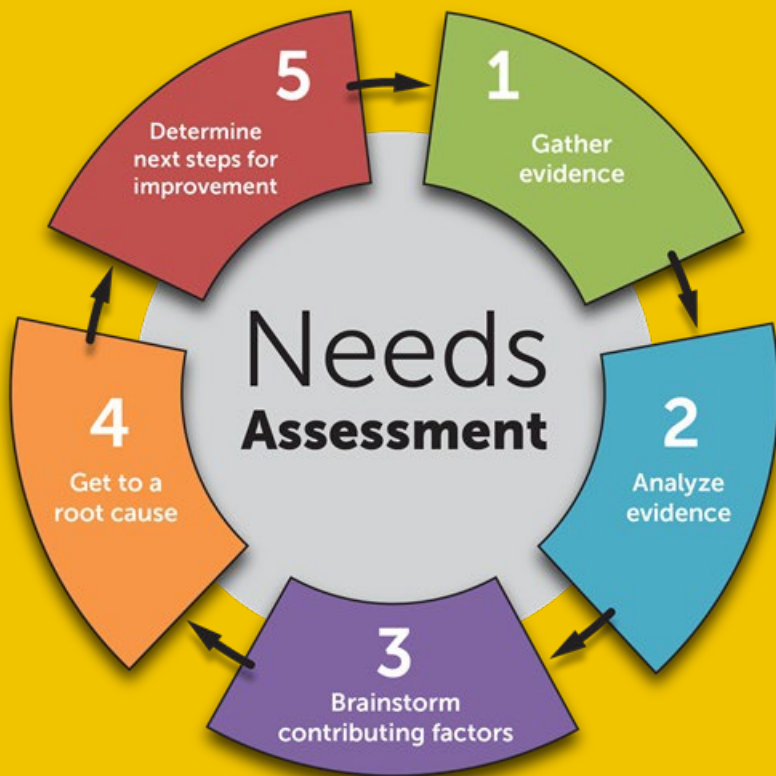 Needs
Assessment
1
Gather
evidence
2
Analyze
evidence
3
Brainstorm
contributing factors
4
Get to a
root cause
5
Determine
next steps for
improvement